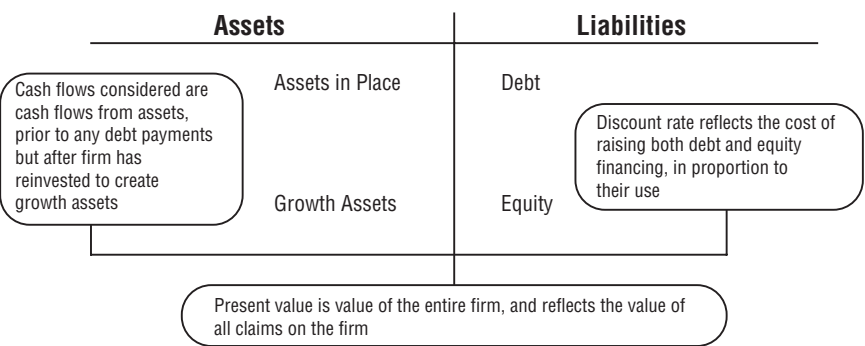 Assets
Liabilities
Assets in Place
Debt
Cash flows considered are
cash flows from assets,
prior to any debt payments
but after firm has
reinvested to create
growth assets
Discount rate reflects the cost of
raising both debt and equity
financing, in proportion to
their use
Growth Assets
Equity
Present value is value of the entire firm, and reflects the value of
all claims on the firm